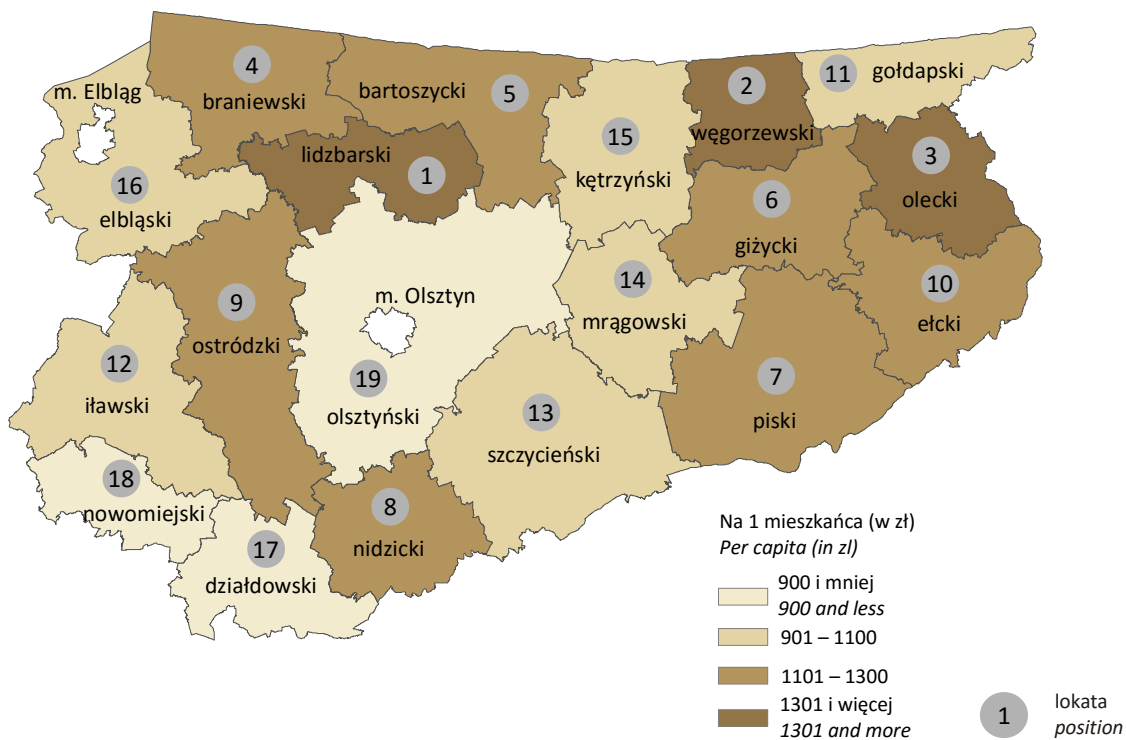 4
braniewski
m. Elbląg
bartoszycki
5
2
węgorzewski
11
gołdapski
15
kętrzyński
3
olecki
lidzbarski
1
16
elbląski
6
giżycki
14
mrągowski
10
ełcki
9
ostródzki
m. Olsztyn
12
iławski
19
olsztyński
7
piski
13
szczycieński
18
nowomiejski
8
nidzicki
17
działdowski
Na 1 mieszkańca (w zł)
Per capita (in zl)
900 i mniej
900 and less
901 – 1100
1101 – 1300
1301 i więcej
1301 and more
1
lokata
position